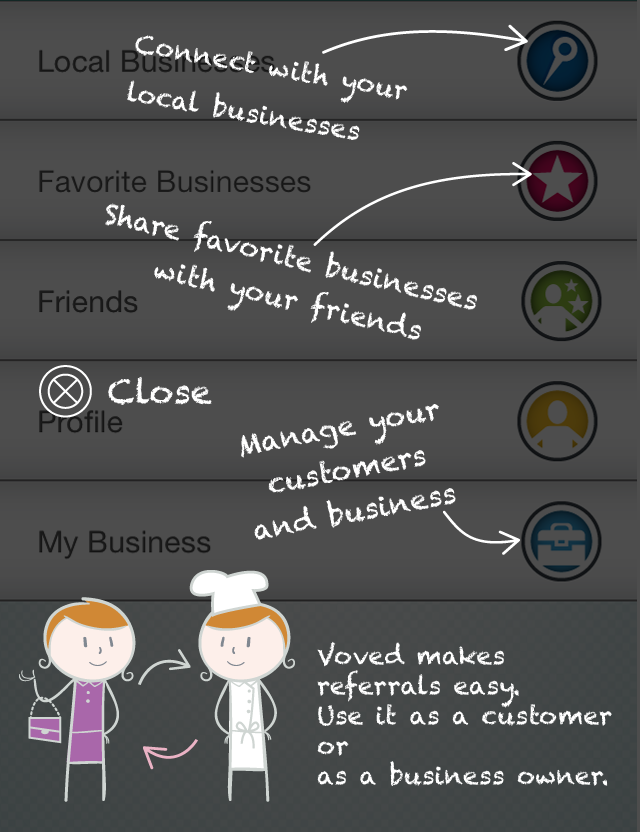 Local Businesses
Connect with your
local businesses
Favorite Businesses
Share favorite businesses
with your friends
Friends
Close
Profile
Manage your
customers
and business
My Business
Voved makes
referrals easy.
Use it as a customer
or
as a business owner.